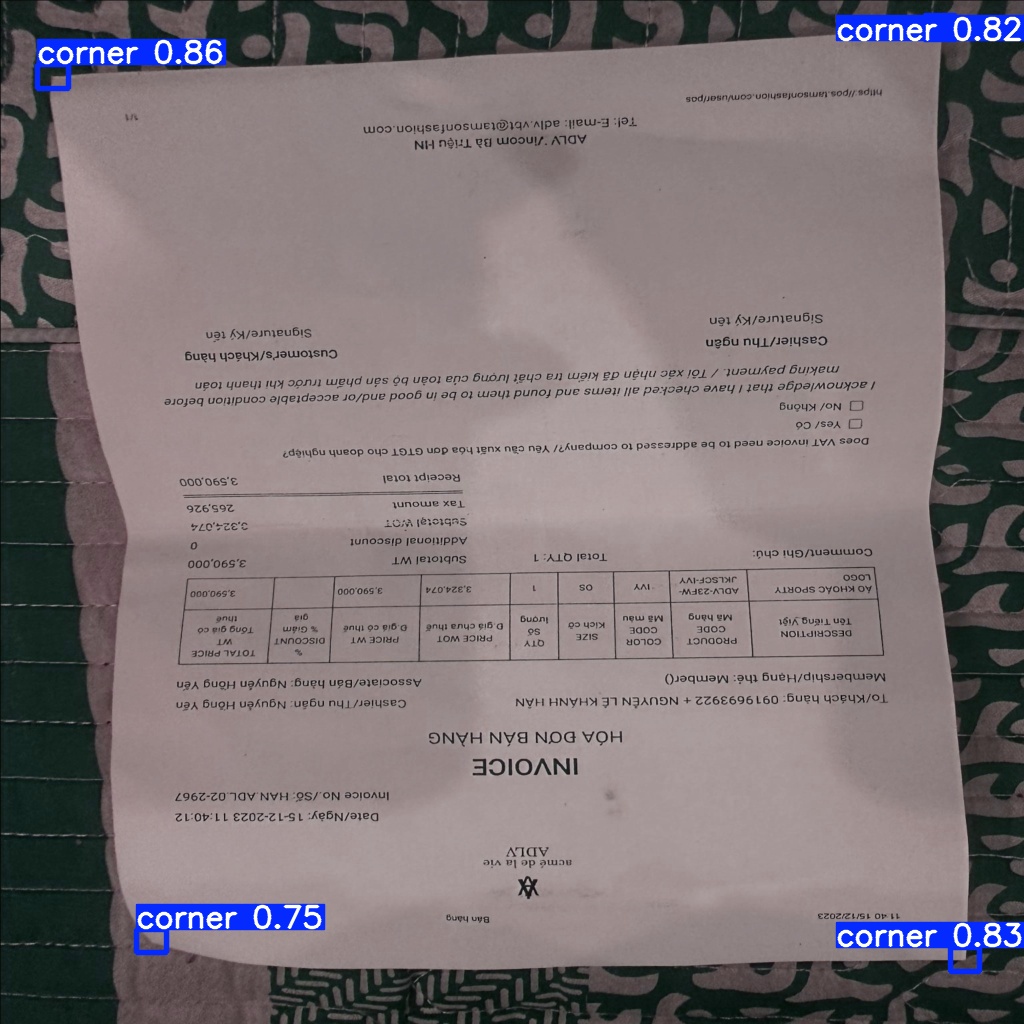 corner 0.86
corner 0.82
corner 0.75
corner 0.83
11:40 15/12/2023
Bán hàng
acmé de la vie
ADLV
Date/Ngày: 15-12-2023 11:40:12
Invoice No./Số: HAN.ADL.02-2967
INVOICE
HÓA ĐƠN BÁN HÀNG
To/Khách hàng: 0919693922 + NGUYỄN LÊ KHÁNH HÂN
Cashier/Thu ngân: Nguyễn Hồng Yến
Membership/Hạng thẻ: Member()
Associate/Bán hàng: Nguyễn Hồng Yến
DESCRIPTION Tên Tiếng Việt
PRODUCT CODE Mã hàng
COLOR CODE Mã màu
SIZE Kích cỡ
QTY Số lượng
PRICE WOT Đ.giá chưa thuế
PRICE WT Đ.giá có thuế
% DISCOUNT % Giảm giá
TOTAL PRICE WT Tổng giá có thuế
ÁO KHOÁC SPORTY LOGO
ADLV-23FW-JKLSCF-IVY
IVY
OS
1
3,324,074
3,590,000
3,590,000
Comment/Ghi chú:
Total QTY: 1
Subtotal WT 3,590,000
Additional discount 0
Subtotal WOT 3,324,074
Tax amount 265,926
Receipt total 3,590,000
Does VAT invoice need to be addressed to company?/ Yêu cầu xuất hóa đơn GTGT cho doanh nghiệp?
Yes/ Có
No/ Không
I acknowledge that I have checked all items and found them to be in good and/or acceptable condition before
making payment. / Tôi xác nhận đã kiểm tra chất lượng của toàn bộ sản phẩm trước khi thanh toán
Cashier/Thu ngân
Customer's/Khách hàng
Signature/Ký tên
Signature/Ký tên
ADLV Vincom Bà Triệu HN
Tel: E-mail: adlv.vbt@tamsonfashion.com
https://pos.tamsonfashion.com/user/pos
1/1